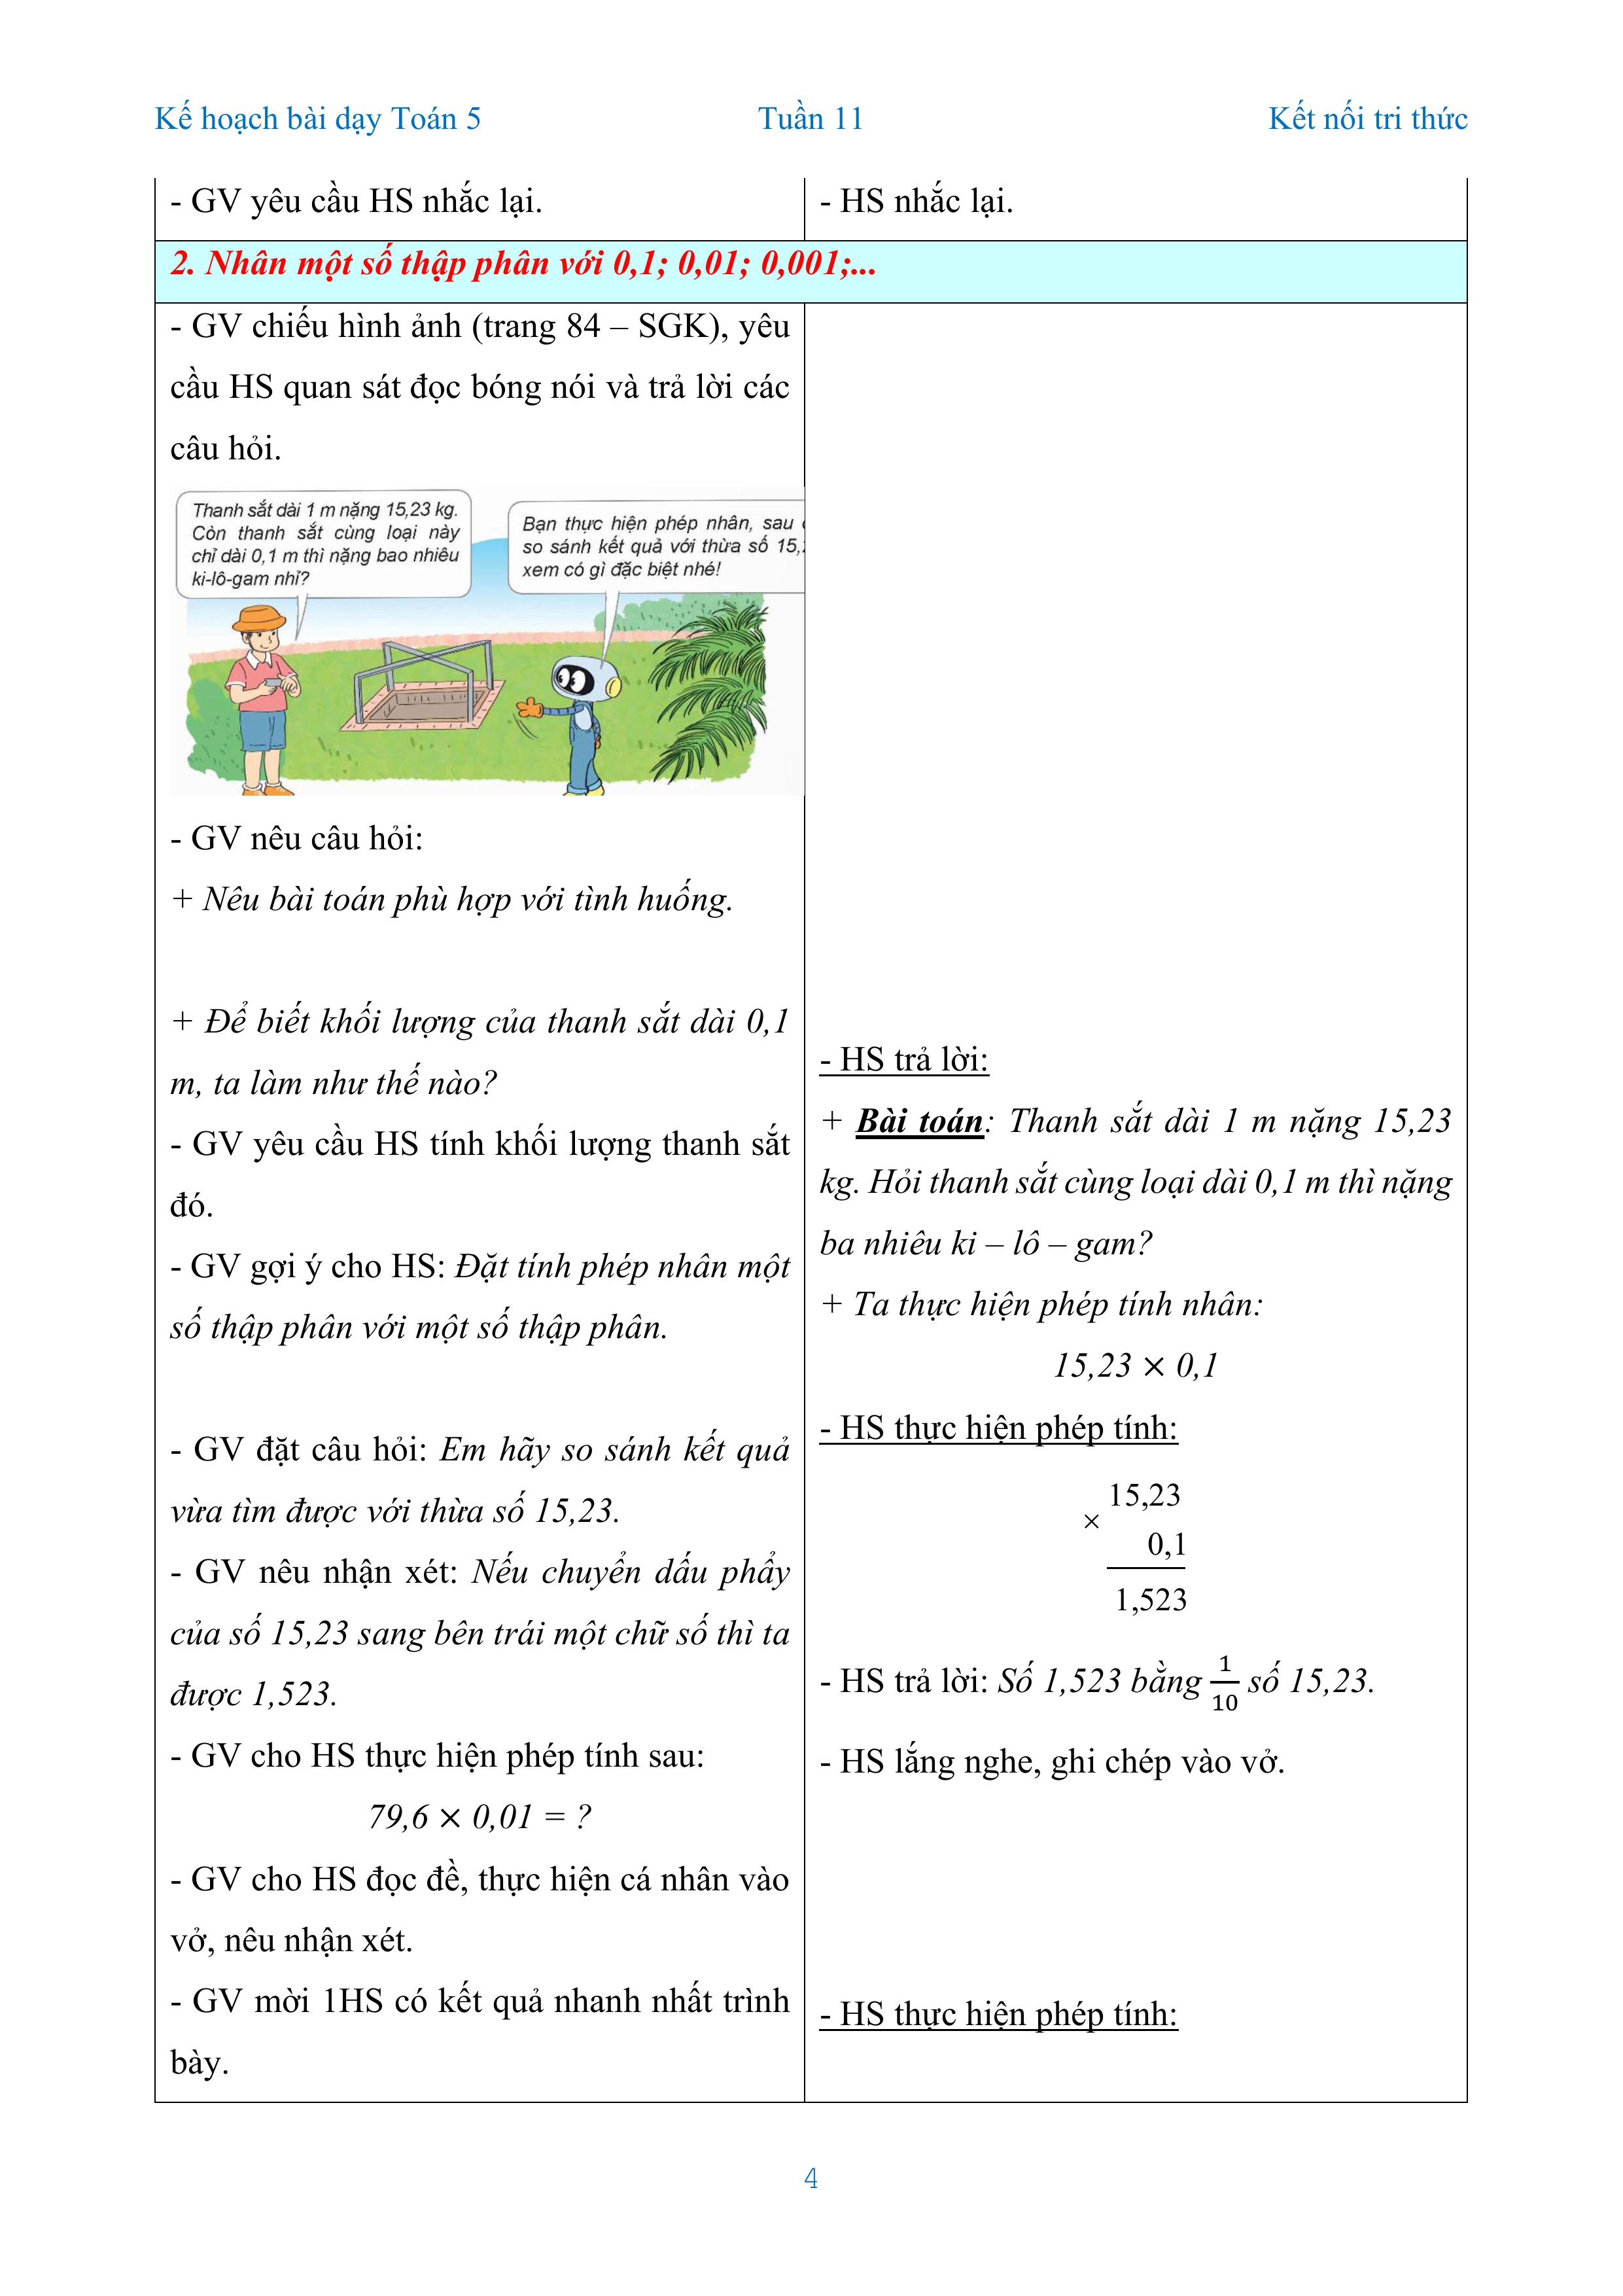 Kế hoạch bài dạy Toán 5 Tuần 11 Kết nối tri thức
- GV yêu cầu HS nhắc lại.
- HS nhắc lại.
2. Nhân một số thập phân với 0,1; 0,01; 0,001;...
- GV chiếu hình ảnh (trang 84 – SGK), yêu
cầu HS quan sát đọc bóng nói và trả lời các
câu hỏi.
Thanh sắt dài 1 m nặng 15,23 kg.
Còn thanh sắt cùng loại này
chỉ dài 0,1 m thì nặng bao nhiêu
ki-lô-gam nhỉ?
Bạn thực hiện phép nhân, sau
so sánh kết quả với thừa số 15,
xem có gì đặc biệt nhé!
- GV nêu câu hỏi:
+ Nêu bài toán phù hợp với tình huống.
+ Để biết khối lượng của thanh sắt dài 0,1
m, ta làm như thế nào?
- GV yêu cầu HS tính khối lượng thanh sắt
đó.
- GV gợi ý cho HS: Đặt tính phép nhân một
số thập phân với một số thập phân.
- GV đặt câu hỏi: Em hãy so sánh kết quả
vừa tìm được với thừa số 15,23.
- GV nêu nhận xét: Nếu chuyển dấu phẩy
của số 15,23 sang bên trái một chữ số thì ta
được 1,523.
- GV cho HS thực hiện phép tính sau:
79,6 × 0,01 = ?
- GV cho HS đọc đề, thực hiện cá nhân vào
vở, nêu nhận xét.
- GV mời 1HS có kết quả nhanh nhất trình
bày.
- HS trả lời:
+ Bài toán: Thanh sắt dài 1 m nặng 15,23
kg. Hỏi thanh sắt cùng loại dài 0,1 m thì nặng
ba nhiêu ki – lô – gam?
+ Ta thực hiện phép tính nhân:
15,23 × 0,1
- HS thực hiện phép tính:
15,23
×
0,1
1,523
- HS trả lời: Số 1,523 bằng 1/10 số 15,23.
- HS lắng nghe, ghi chép vào vở.
- HS thực hiện phép tính:
4